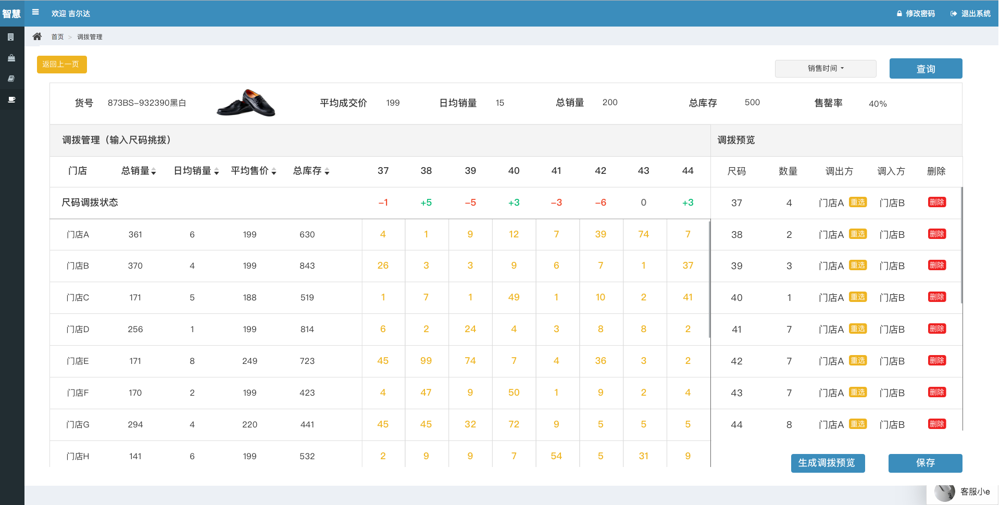 智慧 欢迎 吉尔达 修改密码 退出系统
首页 > 调拨管理
返回上一页 销售时间 查询
货号 873BS-932390黑白 平均成交价 199 日均销量 15 总销量 200 总库存 500 售罄率 40%
调拨管理（输入尺码挑拨） 调拨预览
门店 总销量 日均销量 平均售价 总库存 37 38 39 40 41 42 43 44 尺码 数量 调出方 调入方 删除
尺码调拨状态 -1 +5 -5 +3 -3 -6 0 +3 37 4 门店A 重选 门店B 删除
门店A 361 6 199 630 4 1 9 12 7 39 74 7 38 2 门店A 重选 门店B 删除
门店B 370 4 199 843 26 3 3 9 6 7 1 37 39 3 门店A 重选 门店B 删除
门店C 171 5 188 519 1 7 1 49 1 10 2 41 40 1 门店A 重选 门店B 删除
门店D 256 1 199 814 6 2 24 4 3 8 8 2 41 7 门店A 重选 门店B 删除
门店E 171 8 249 723 45 99 74 7 4 36 3 2 42 7 门店A 重选 门店B 删除
门店F 170 2 199 423 4 47 9 50 1 9 2 4 43 7 门店A 重选 门店B 删除
门店G 294 4 220 441 45 45 32 72 9 5 5 5 44 8 门店A 重选 门店B 删除
门店H 141 6 199 532 2 9 9 7 54 5 31 9
生成调拨预览 保存
客服小e